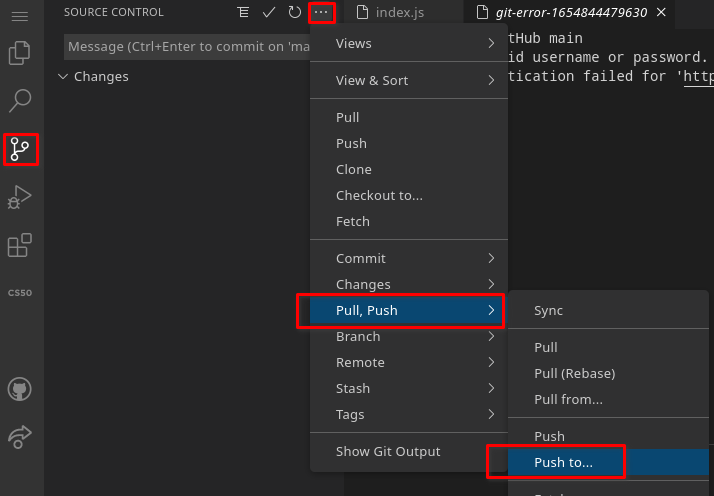 SOURCE CONTROL
index.js
git-error-1654844479630
Message (Ctrl+Enter to commit on 'ma
Changes
tHub main
id username or password.
tication failed for 'http
Views
View & Sort
Pull
Push
Clone
Checkout to...
Fetch
Commit
Changes
Pull, Push
Branch
Remote
Stash
Tags
Show Git Output
Sync
Pull
Pull (Rebase)
Pull from...
Push
Push to...
CS50